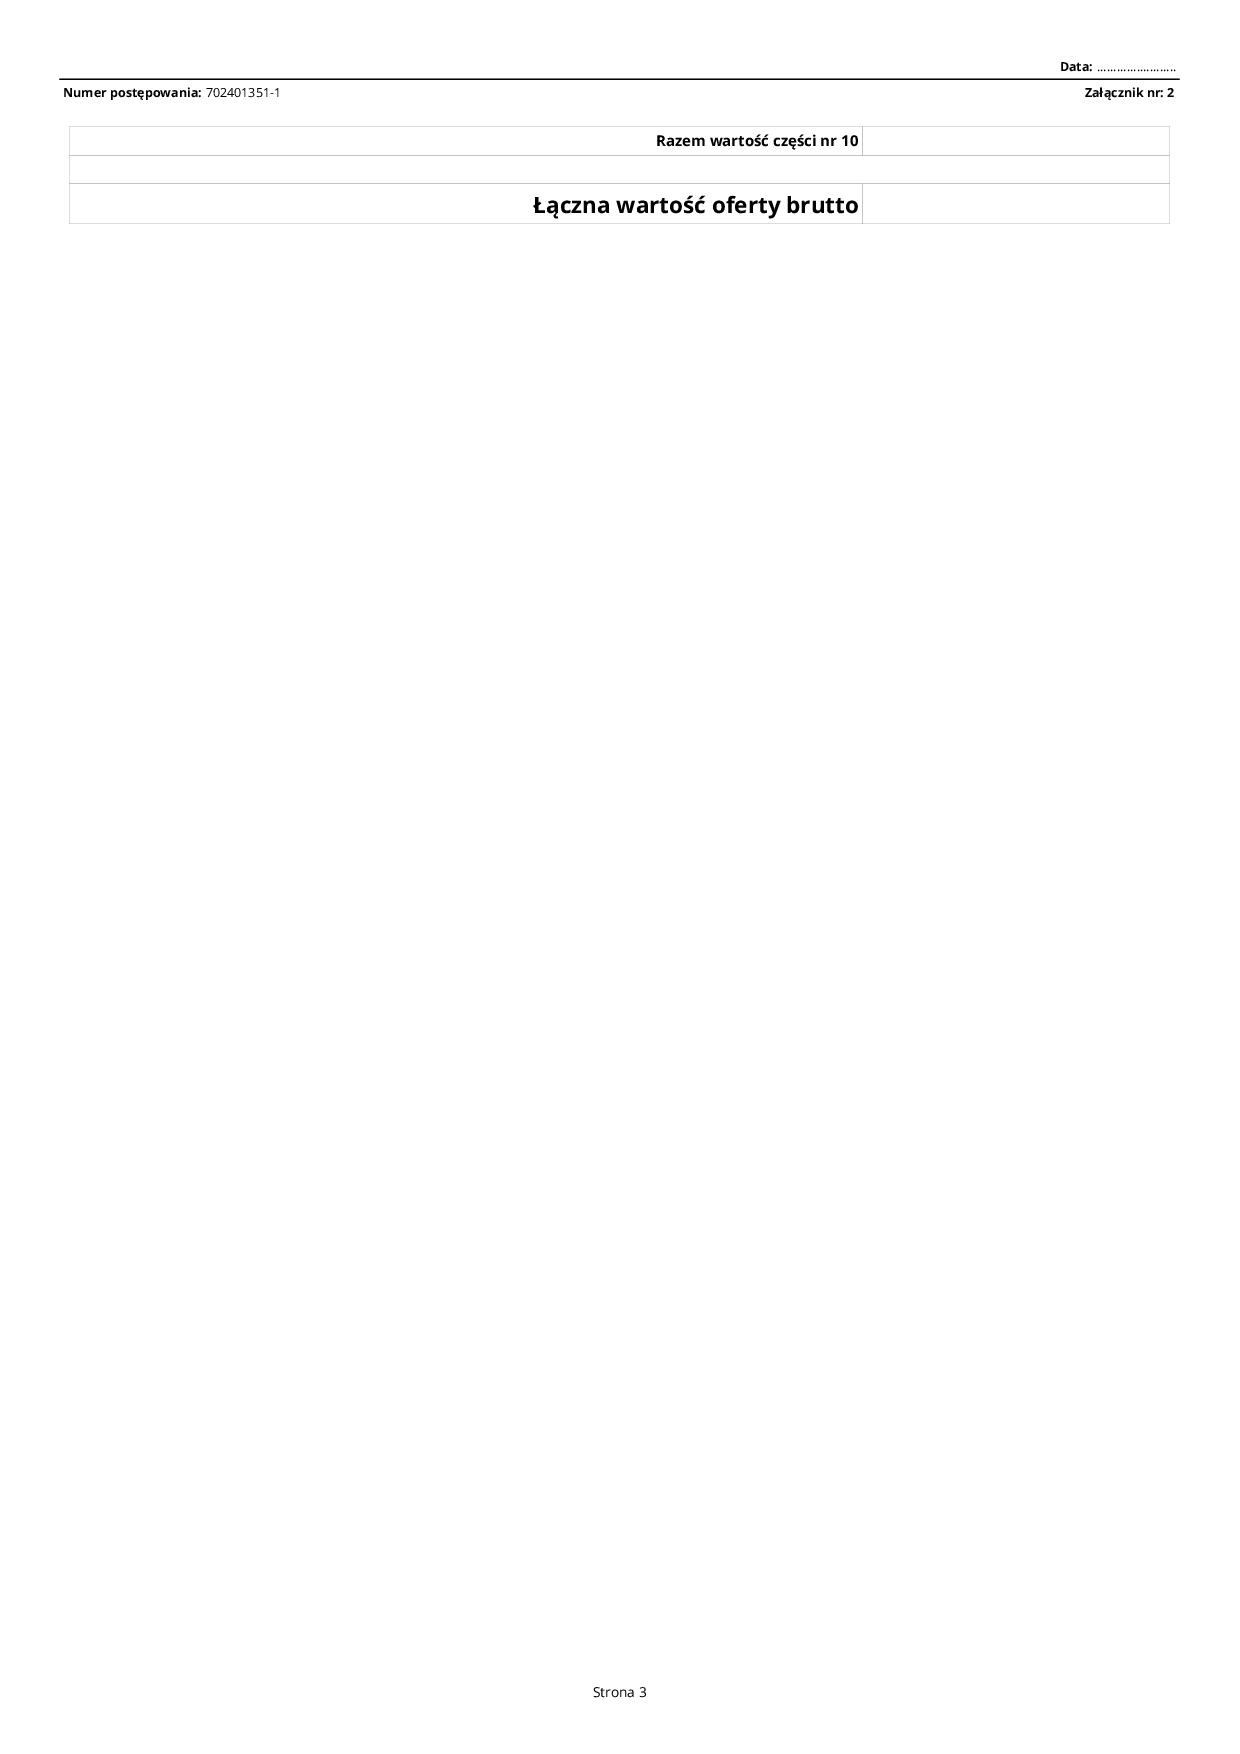 Data: ........................
Numer postępowania: 702401351-1 Załącznik nr: 2
Razem wartość części nr 10
Łączna wartość oferty brutto
Strona 3